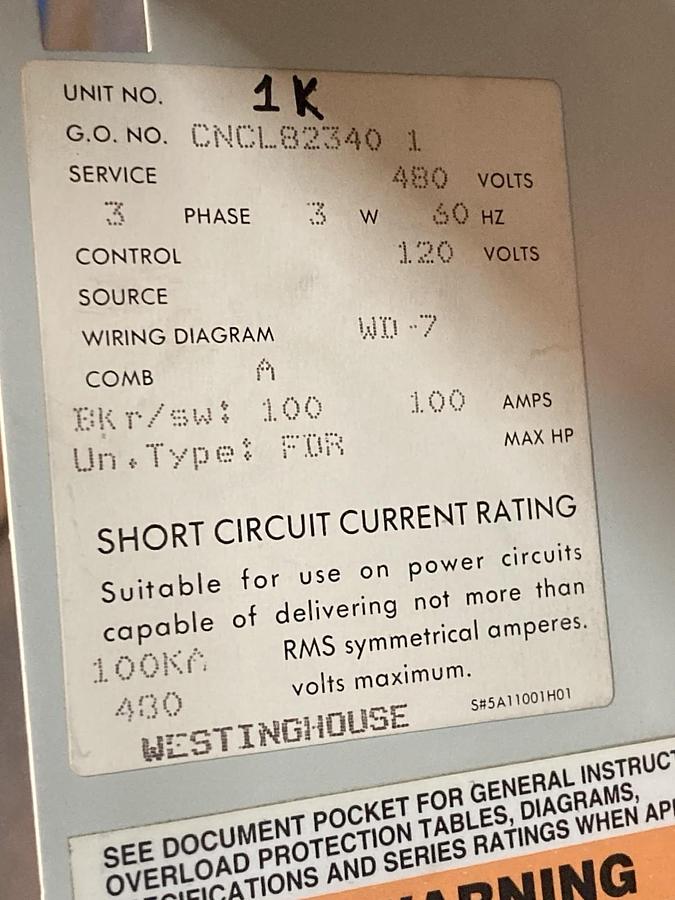 UNIT NO. 1K
G.O. NO. CNCL82340 1
SERVICE 480 VOLTS
3 PHASE 3 W 60 HZ
CONTROL 120 VOLTS
SOURCE
WIRING DIAGRAM WD-7
COMB A
BKr/sw: 100 100 AMPS
Un.Type: FDR MAX HP
SHORT CIRCUIT CURRENT RATING
Suitable for use on power circuits
capable of delivering not more than
100KA RMS symmetrical amperes.
480 volts maximum.
WESTINGHOUSE S#5A11001H01
SEE DOCUMENT POCKET FOR GENERAL INSTRUCT
OVERLOAD PROTECTION TABLES, DIAGRAMS,
ECIFICATIONS AND SERIES RATINGS WHEN AP
WARNING